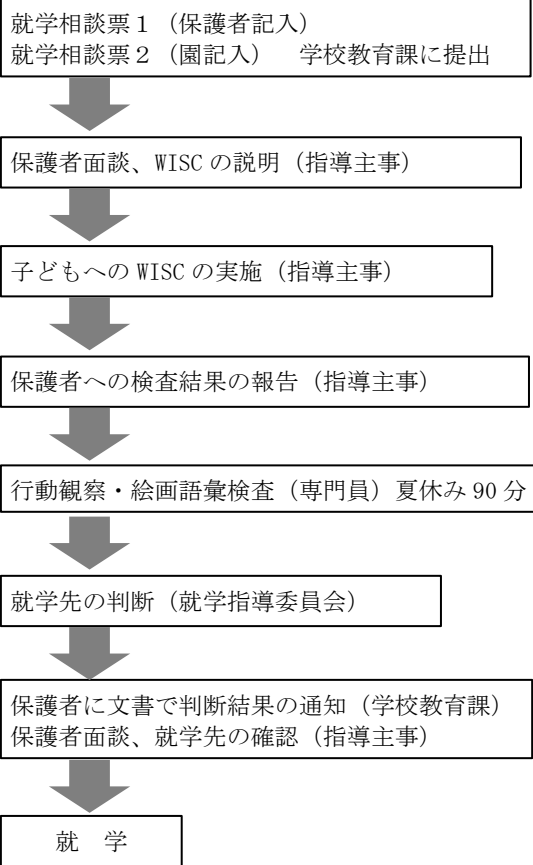 就学相談票１（保護者記入）
就学相談票２（園記入）　学校教育課に提出
保護者面談、WISC の説明（指導主事）
子どもへの WISC の実施（指導主事）
保護者への検査結果の報告（指導主事）
行動観察・絵画語彙検査（専門員）夏休み 90 分
就学先の判断（就学指導委員会）
保護者に文書で判断結果の通知（学校教育課）
保護者面談、就学先の確認（指導主事）
就　学